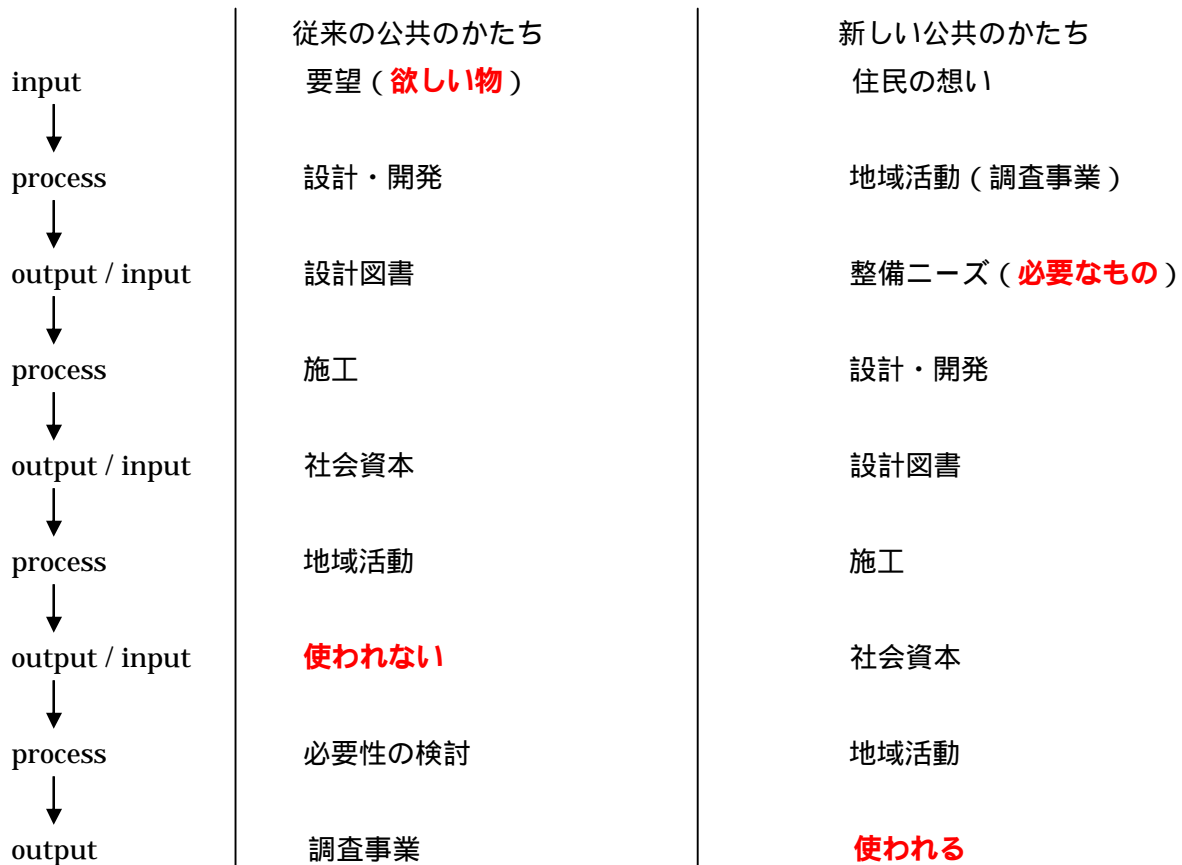 従来の公共のかたち 新しい公共のかたち
input 要望(欲しい物) 住民の想い
process 設計・開発 地域活動(調査事業)
output / input 設計図書 整備ニーズ(必要なもの)
process 施工 設計・開発
output / input 社会資本 設計図書
process 地域活動 施工
output / input 使われない 社会資本
process 必要性の検討 地域活動
output 調査事業 使われる